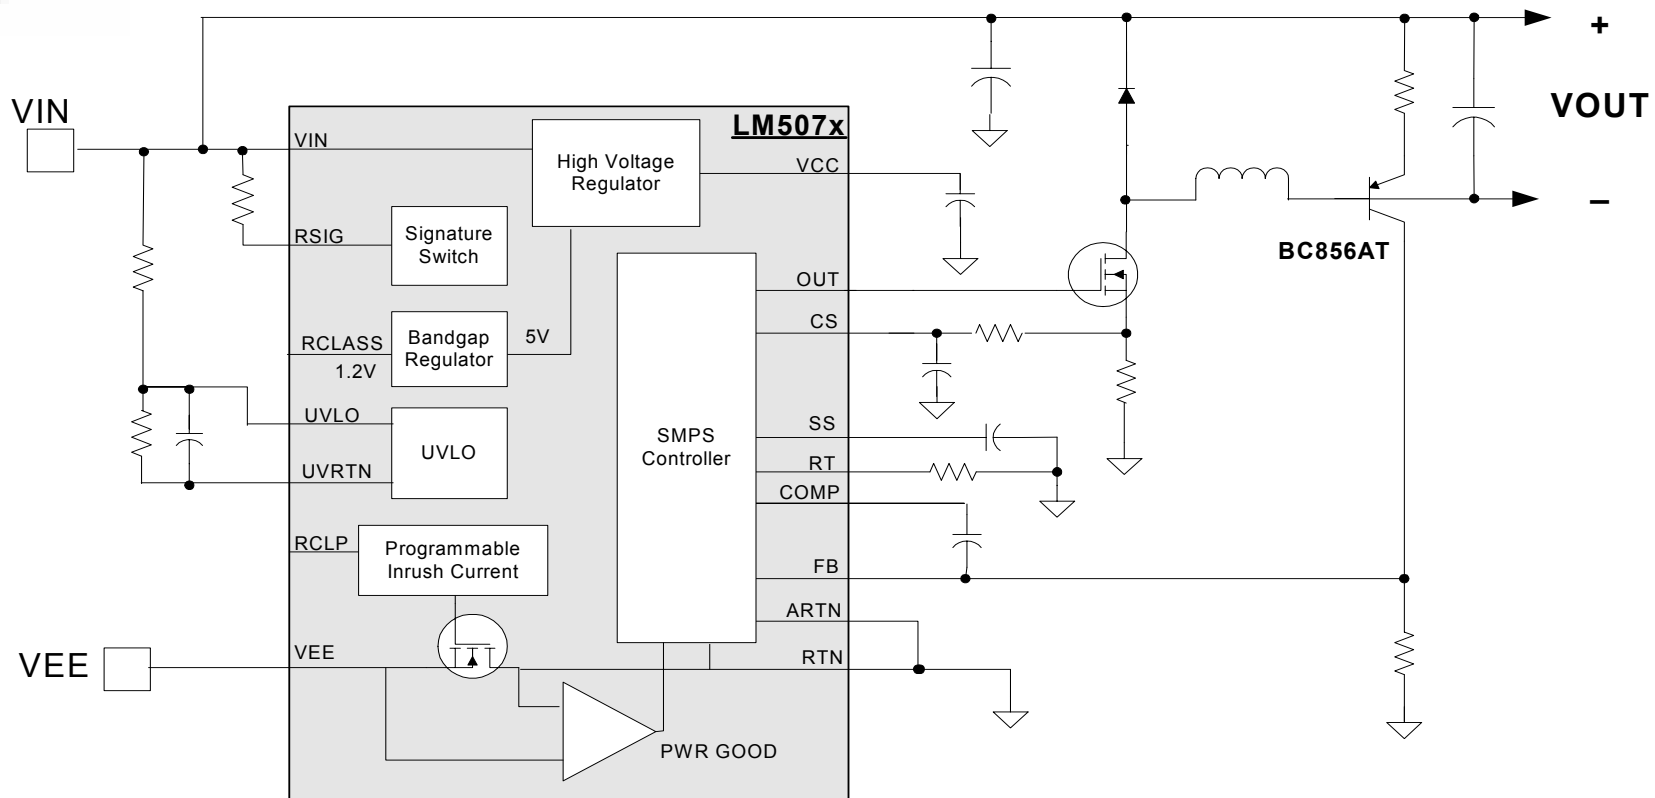 +
VIN
VOUT
LM507x
VIN
High Voltage
Regulator
VCC
RSIG
Signature
Switch
–
BC856AT
OUT
CS
RCLASS
1.2V
Bandgap
Regulator
5V
UVLO
UVLO
UVRTN
SMPS
Controller
SS
RT
COMP
RCLP
Programmable
Inrush Current
FB
ARTN
VEE
VEE
RTN
PWR GOOD